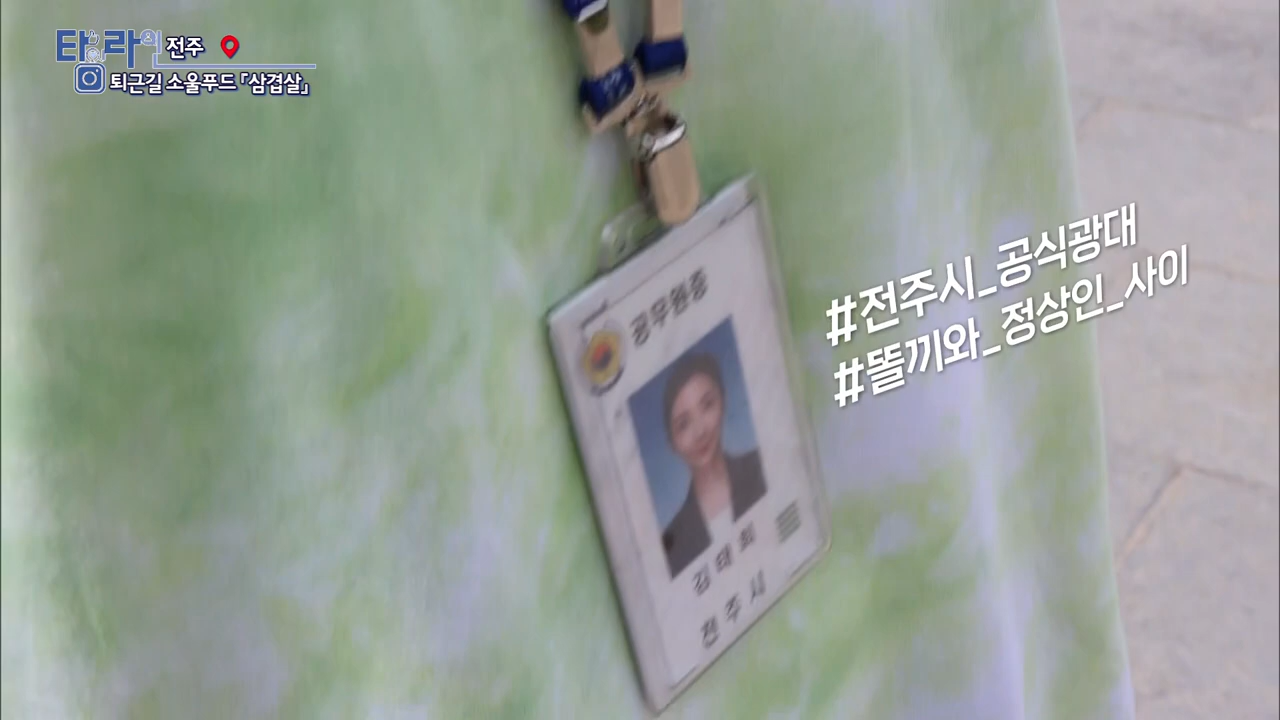 타라의 전주
퇴근길 소울푸드 「삼겹살」
#전주시_공식광대
#똘끼와_정상인_사이
공무원증
김태희
전주시